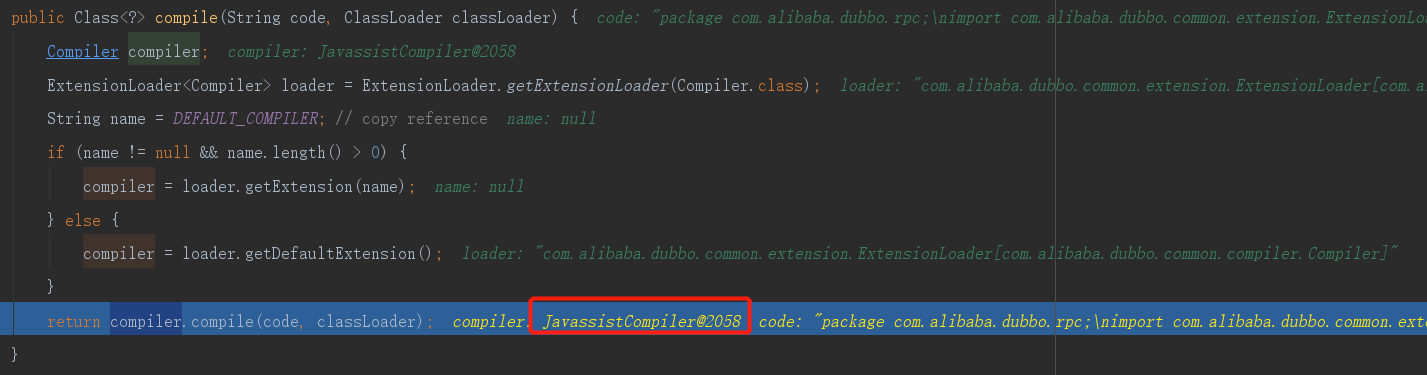 public Class<?> compile(String code, ClassLoader classLoader) { code: "package com.alibaba.dubbo.rpc;\nimport com.alibaba.dubbo.common.extension.ExtensionLoa
Compiler compiler; compiler: JavassistCompiler@2058
ExtensionLoader<Compiler> loader = ExtensionLoader.getExtensionLoader(Compiler.class); loader: "com.alibaba.dubbo.common.extension.ExtensionLoader[com.a
String name = DEFAULT_COMPILER; // copy reference name: null
if (name != null && name.length() > 0) {
compiler = loader.getExtension(name); name: null
} else {
compiler = loader.getDefaultExtension(); loader: "com.alibaba.dubbo.common.extension.ExtensionLoader[com.alibaba.dubbo.common.compiler.Compiler]"
}
return compiler.compile(code, classLoader); compiler: JavassistCompiler@2058 code: "package com.alibaba.dubbo.rpc;\nimport com.alibaba.dubbo.common.exte
}